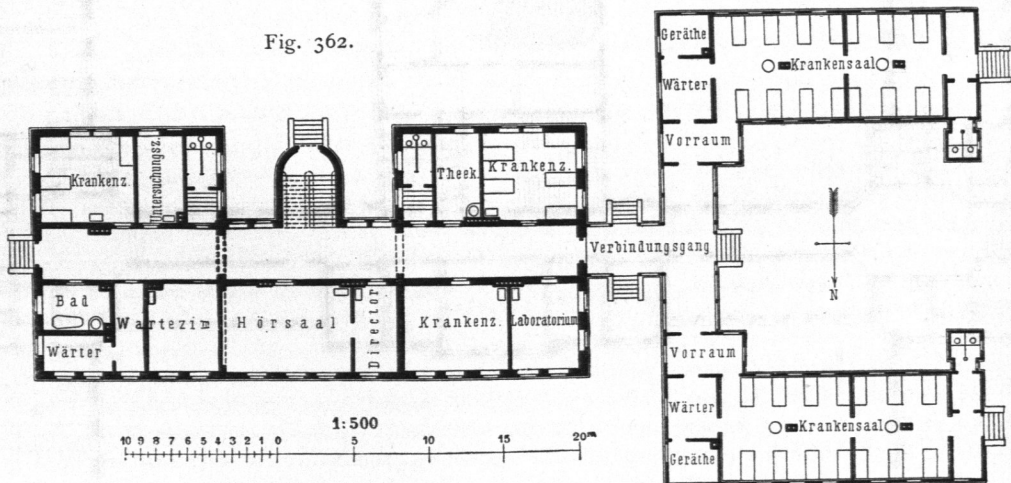 Fig. 362.
Geräthe
Krankensaal
Wärter
Vorraum
Krankenz.
Untersuchungsz.
Theek.
Krankenz.
Verbindungsgang
N
Bad
Wartezim
Hörsaal
Director
Krankenz.
Laboratorium
Wärter
Vorraum
Wärter
Krankensaal
Geräthe
1:500
10 9 8 7 6 5 4 3 2 1 0 5 10 15 20m